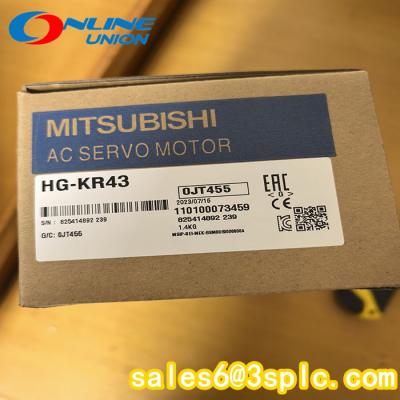 ONLINE
UNION
MITSUBISHI
AC SERVO MOTOR
HG-KR43
0JT455
EAC
2023/07/16
110100073459
S/N : 825414892 239
825414892 239
G/C: 0JT455
1.4KG
sales6@3splc.com